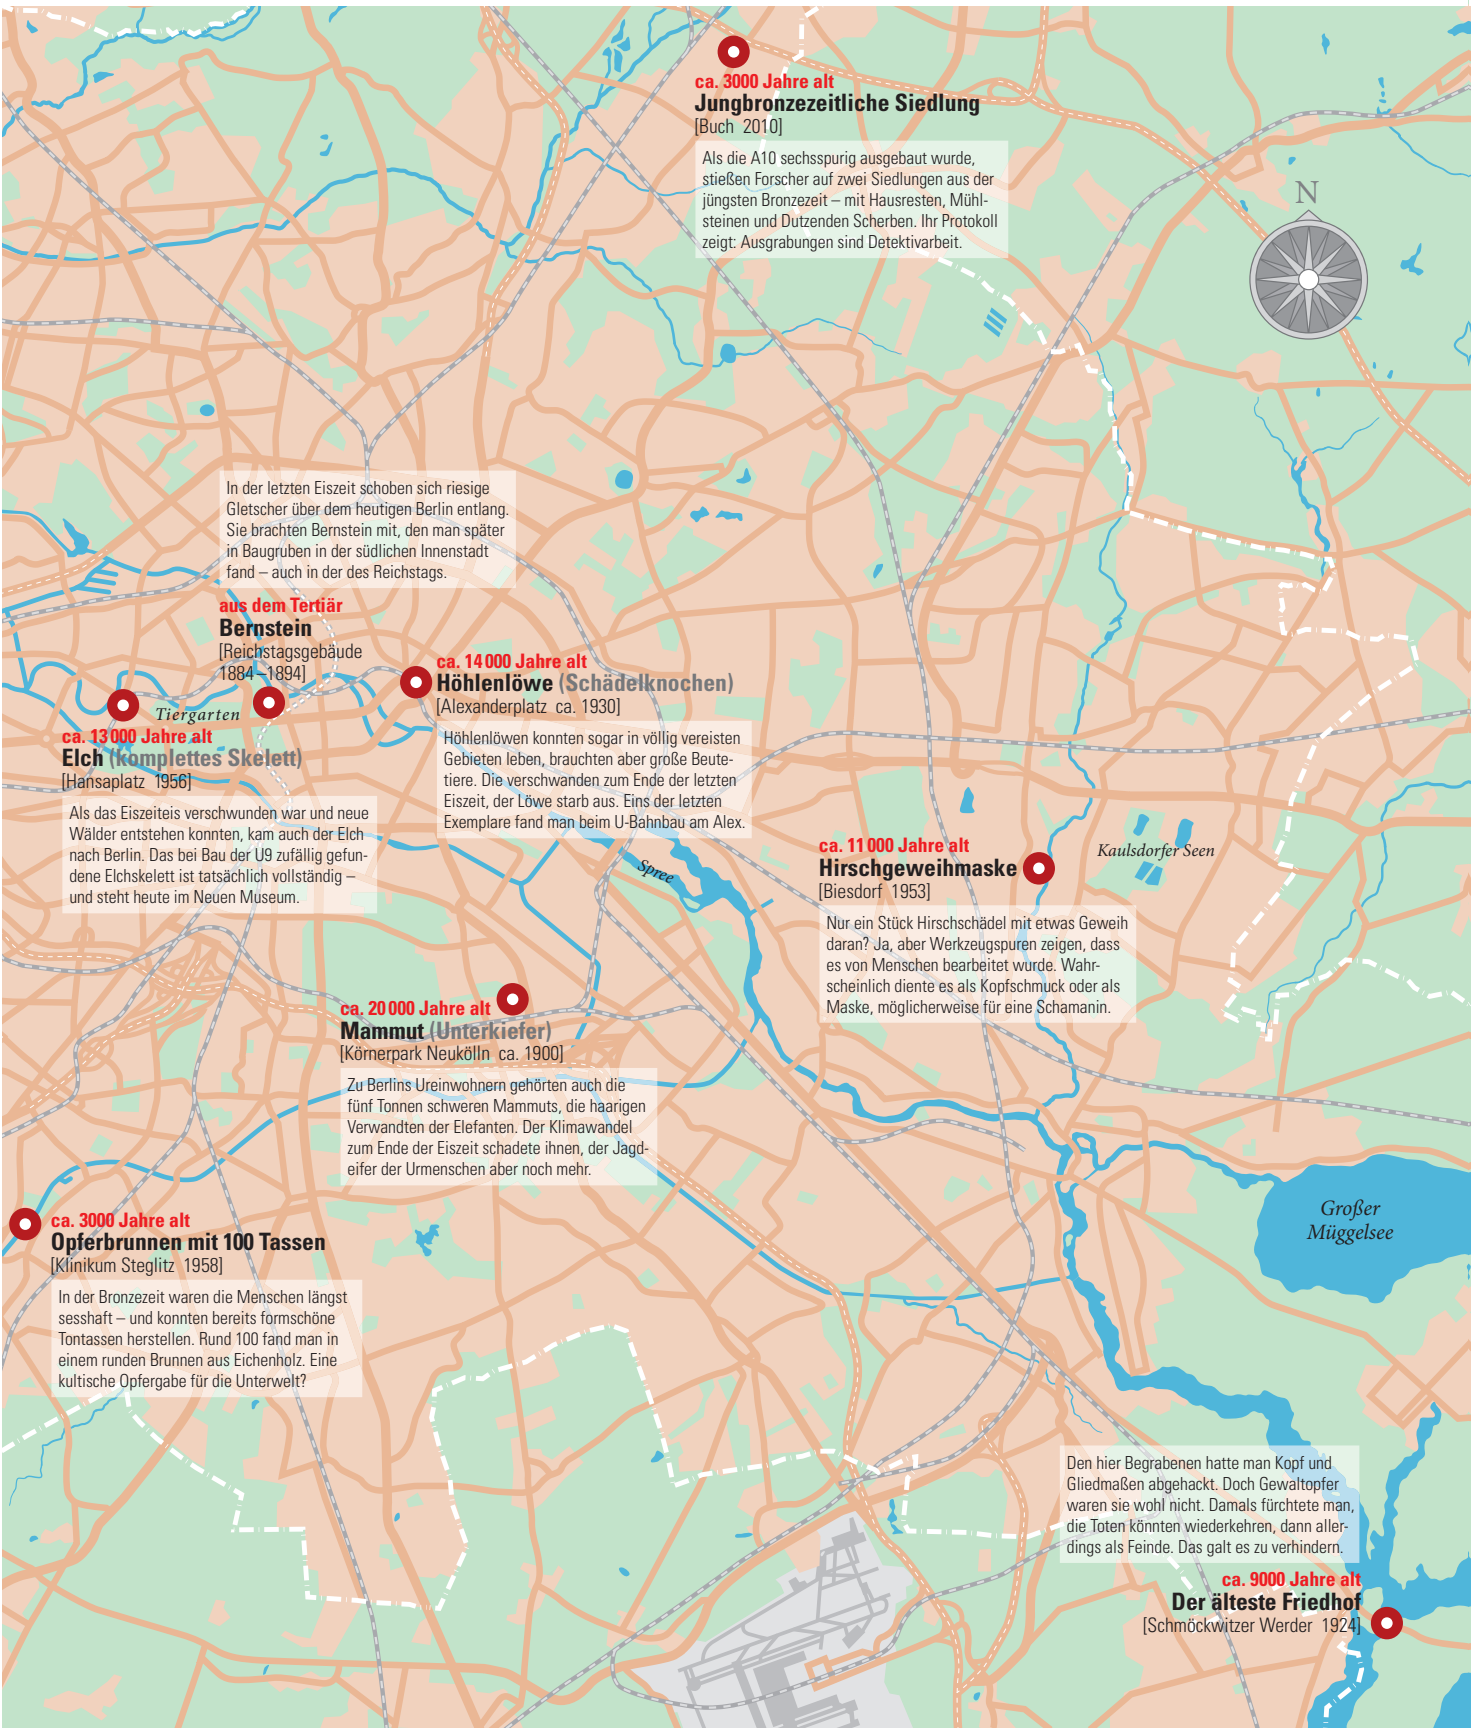 ca. 3000 Jahre alt
Jungbronzezeitliche Siedlung
[Buch 2010]
Als die A10 sechsspurig ausgebaut wurde,
stießen Forscher auf zwei Siedlungen aus der
jüngsten Bronzezeit – mit Hausresten, Mühl-
steinen und Dutzenden Scherben. Ihr Protokoll
zeigt: Ausgrabungen sind Detektivarbeit.
N
In der letzten Eiszeit schoben sich riesige
Gletscher über dem heutigen Berlin entlang.
Sie brachten Bernstein mit, den man später
in Baugruben in der südlichen Innenstadt
fand – auch in der des Reichstags.
aus dem Tertiär
Bernstein
[Reichstagsgebäude
1884–1894]
ca. 14 000 Jahre alt
Höhlenlöwe (Schädelknochen)
[Alexanderplatz ca. 1930]
Höhlenlöwen konnten sogar in völlig vereisten
Gebieten leben, brauchten aber große Beute-
tiere. Die verschwanden zum Ende der letzten
Eiszeit, der Löwe starb aus. Eins der letzten
Exemplare fand man beim U-Bahnbau am Alex.
Tiergarten
ca. 13 000 Jahre alt
Elch (komplettes Skelett)
[Hansaplatz 1956]
Als das Eiszeiteis verschwunden war und neue
Wälder entstehen konnten, kam auch der Elch
nach Berlin. Das bei Bau der U9 zufällig gefun-
dene Elchskelett ist tatsächlich vollständig –
und steht heute im Neuen Museum.
Spree
ca. 11 000 Jahre alt
Hirschgeweihmaske
[Biesdorf 1953]
Nur ein Stück Hirschschädel mit etwas Geweih
daran? Ja, aber Werkzeugspuren zeigen, dass
es von Menschen bearbeitet wurde. Wahr-
scheinlich diente es als Kopfschmuck oder als
Maske, möglicherweise für eine Schamanin.
Kaulsdorfer Seen
ca. 20 000 Jahre alt
Mammut (Unterkiefer)
[Körnerpark Neukölln ca. 1900]
Zu Berlins Ureinwohnern gehörten auch die
fünf Tonnen schweren Mammuts, die haarigen
Verwandten der Elefanten. Der Klimawandel
zum Ende der Eiszeit schadete ihnen, der Jagd-
eifer der Urmenschen aber noch mehr.
Großer
Müggelsee
ca. 3000 Jahre alt
Opferbrunnen mit 100 Tassen
[Klinikum Steglitz 1958]
In der Bronzezeit waren die Menschen längst
sesshaft – und konnten bereits formschöne
Tontassen herstellen. Rund 100 fand man in
einem runden Brunnen aus Eichenholz. Eine
kultische Opfergabe für die Unterwelt?
Den hier Begrabenen hatte man Kopf und
Gliedmaßen abgehackt. Doch Gewaltopfer
waren sie wohl nicht. Damals fürchtete man,
die Toten könnten wiederkehren, dann aller-
dings als Feinde. Das galt es zu verhindern.
ca. 9000 Jahre alt
Der älteste Friedhof
[Schmöckwitzer Werder 1924]